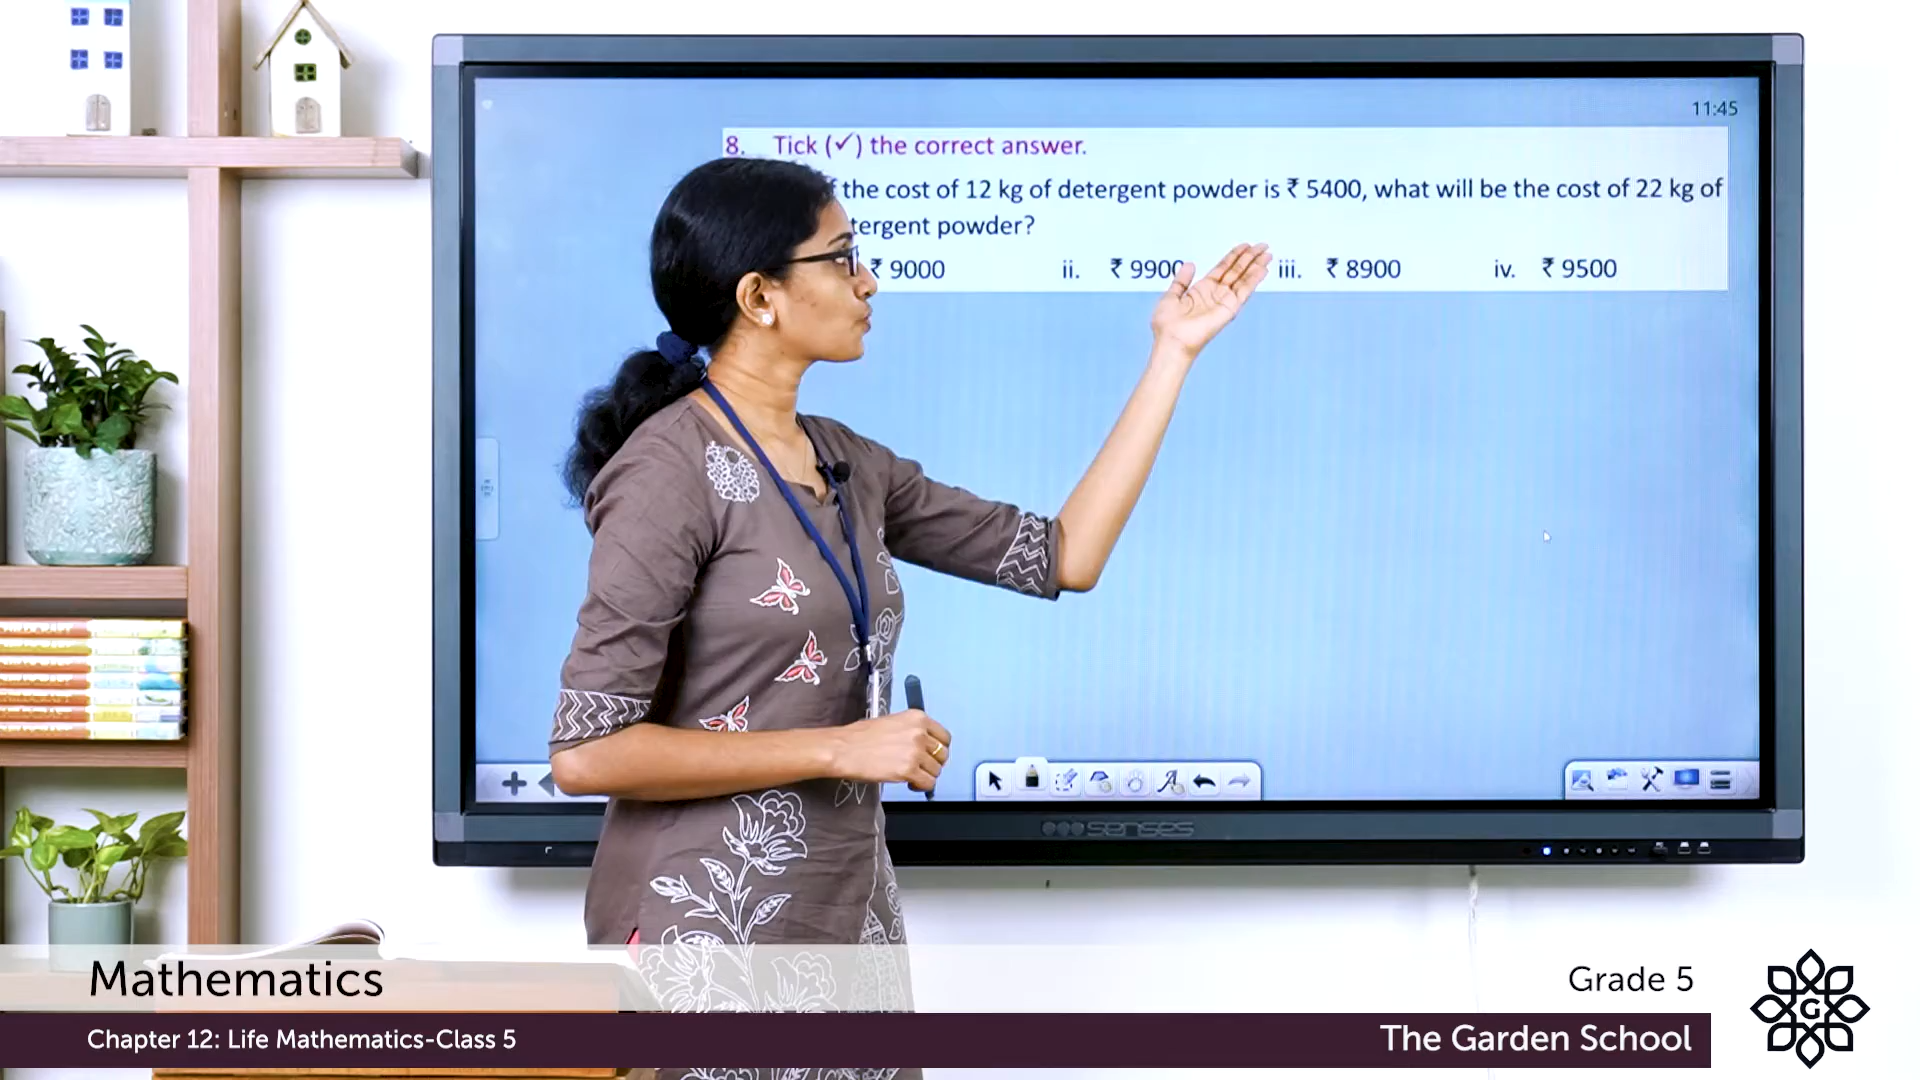 11:45
8. Tick (✓) the correct answer.
the cost of 12 kg of detergent powder is ₹ 5400, what will be the cost of 22 kg of
tergent powder?
₹ 9000 ii. ₹ 9900 iii. ₹ 8900 iv. ₹ 9500
senses
Mathematics
Grade 5
Chapter 12: Life Mathematics-Class 5
The Garden School
G